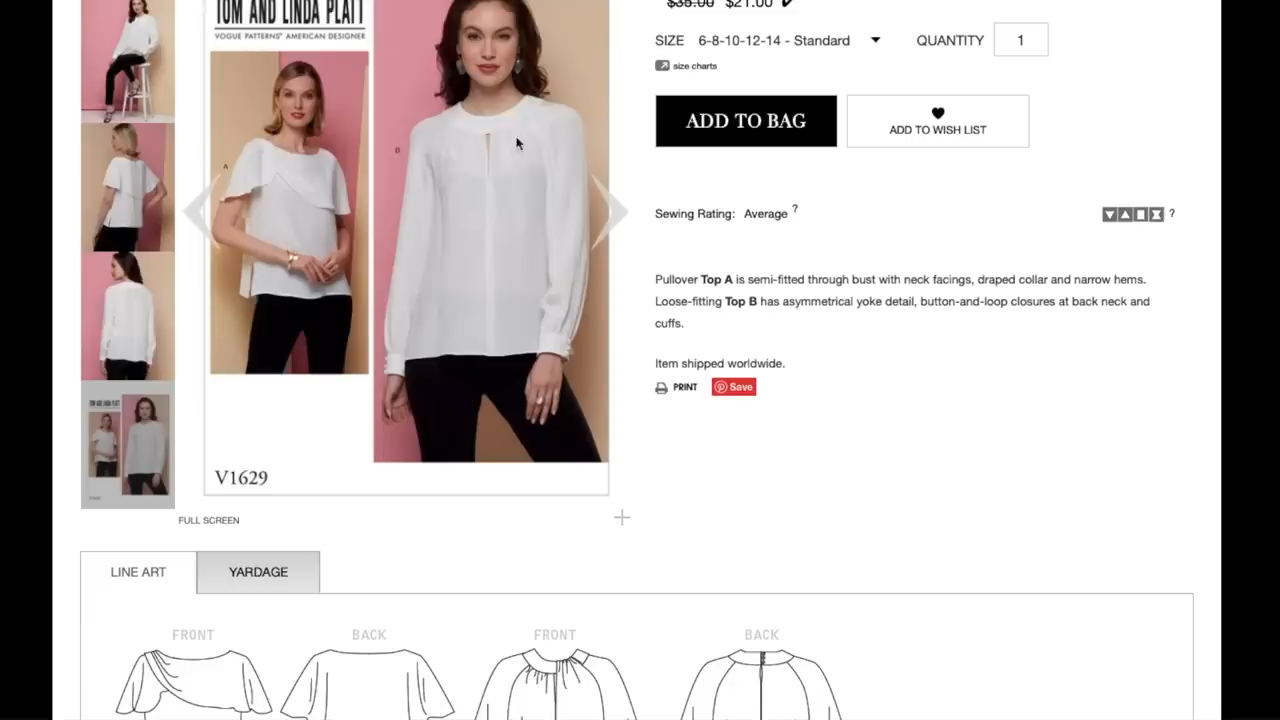 TOM AND LINDA PLATT
VOGUE PATTERNS® AMERICAN DESIGNER
A
B
V1629
FULL SCREEN
$35.00 $21.00
SIZE 6-8-10-12-14 - Standard QUANTITY 1
size charts
ADD TO BAG
ADD TO WISH LIST
Sewing Rating: Average ?
?
Pullover Top A is semi-fitted through bust with neck facings, draped collar and narrow hems.
Loose-fitting Top B has asymmetrical yoke detail, button-and-loop closures at back neck and
cuffs.
Item shipped worldwide.
PRINT Save
LINE ART YARDAGE
FRONT BACK FRONT BACK